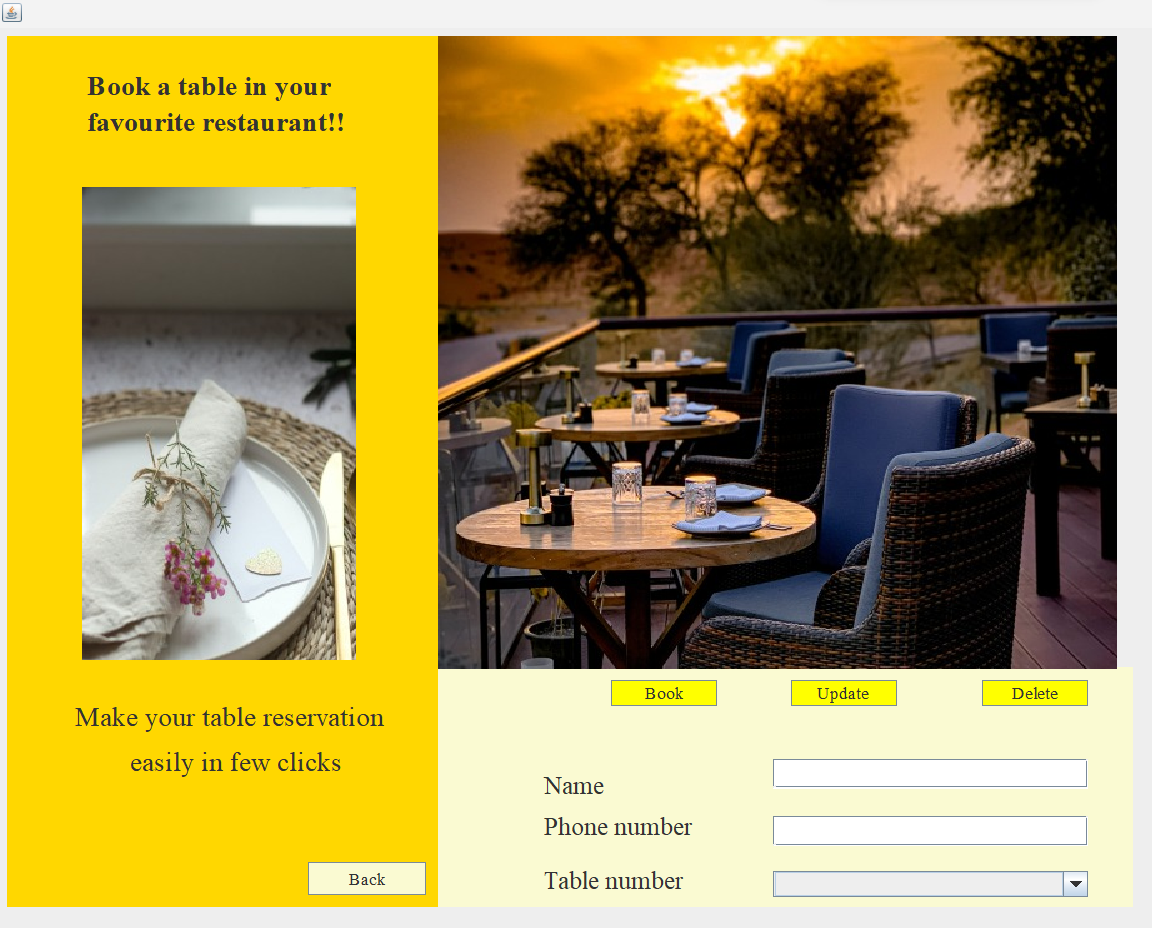 Book a table in your
favourite restaurant!!
Make your table reservation
easily in few clicks
Back
Book
Update
Delete
Name
Phone number
Table number